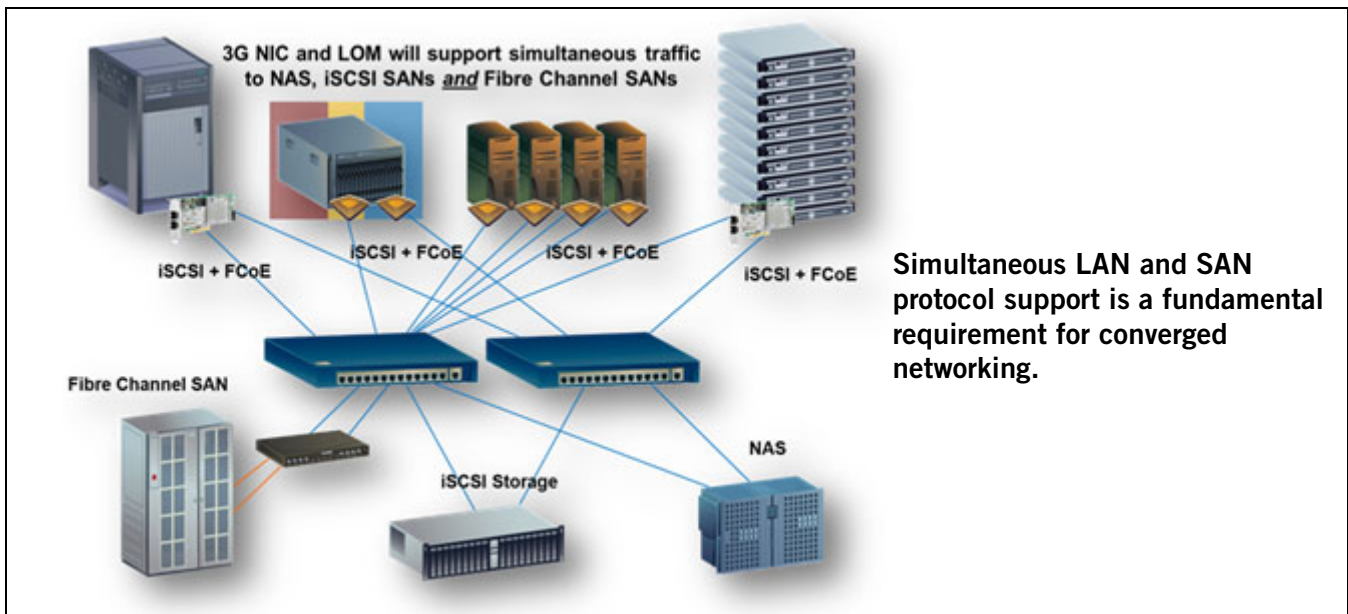 3G NIC and LOM will support simultaneous traffic
to NAS, iSCSI SANs and Fibre Channel SANs
iSCSI + FCoE
iSCSI + FCoE
iSCSI + FCoE
iSCSI + FCoE
Simultaneous LAN and SAN
protocol support is a fundamental
requirement for converged
networking.
Fibre Channel SAN
iSCSI Storage
NAS